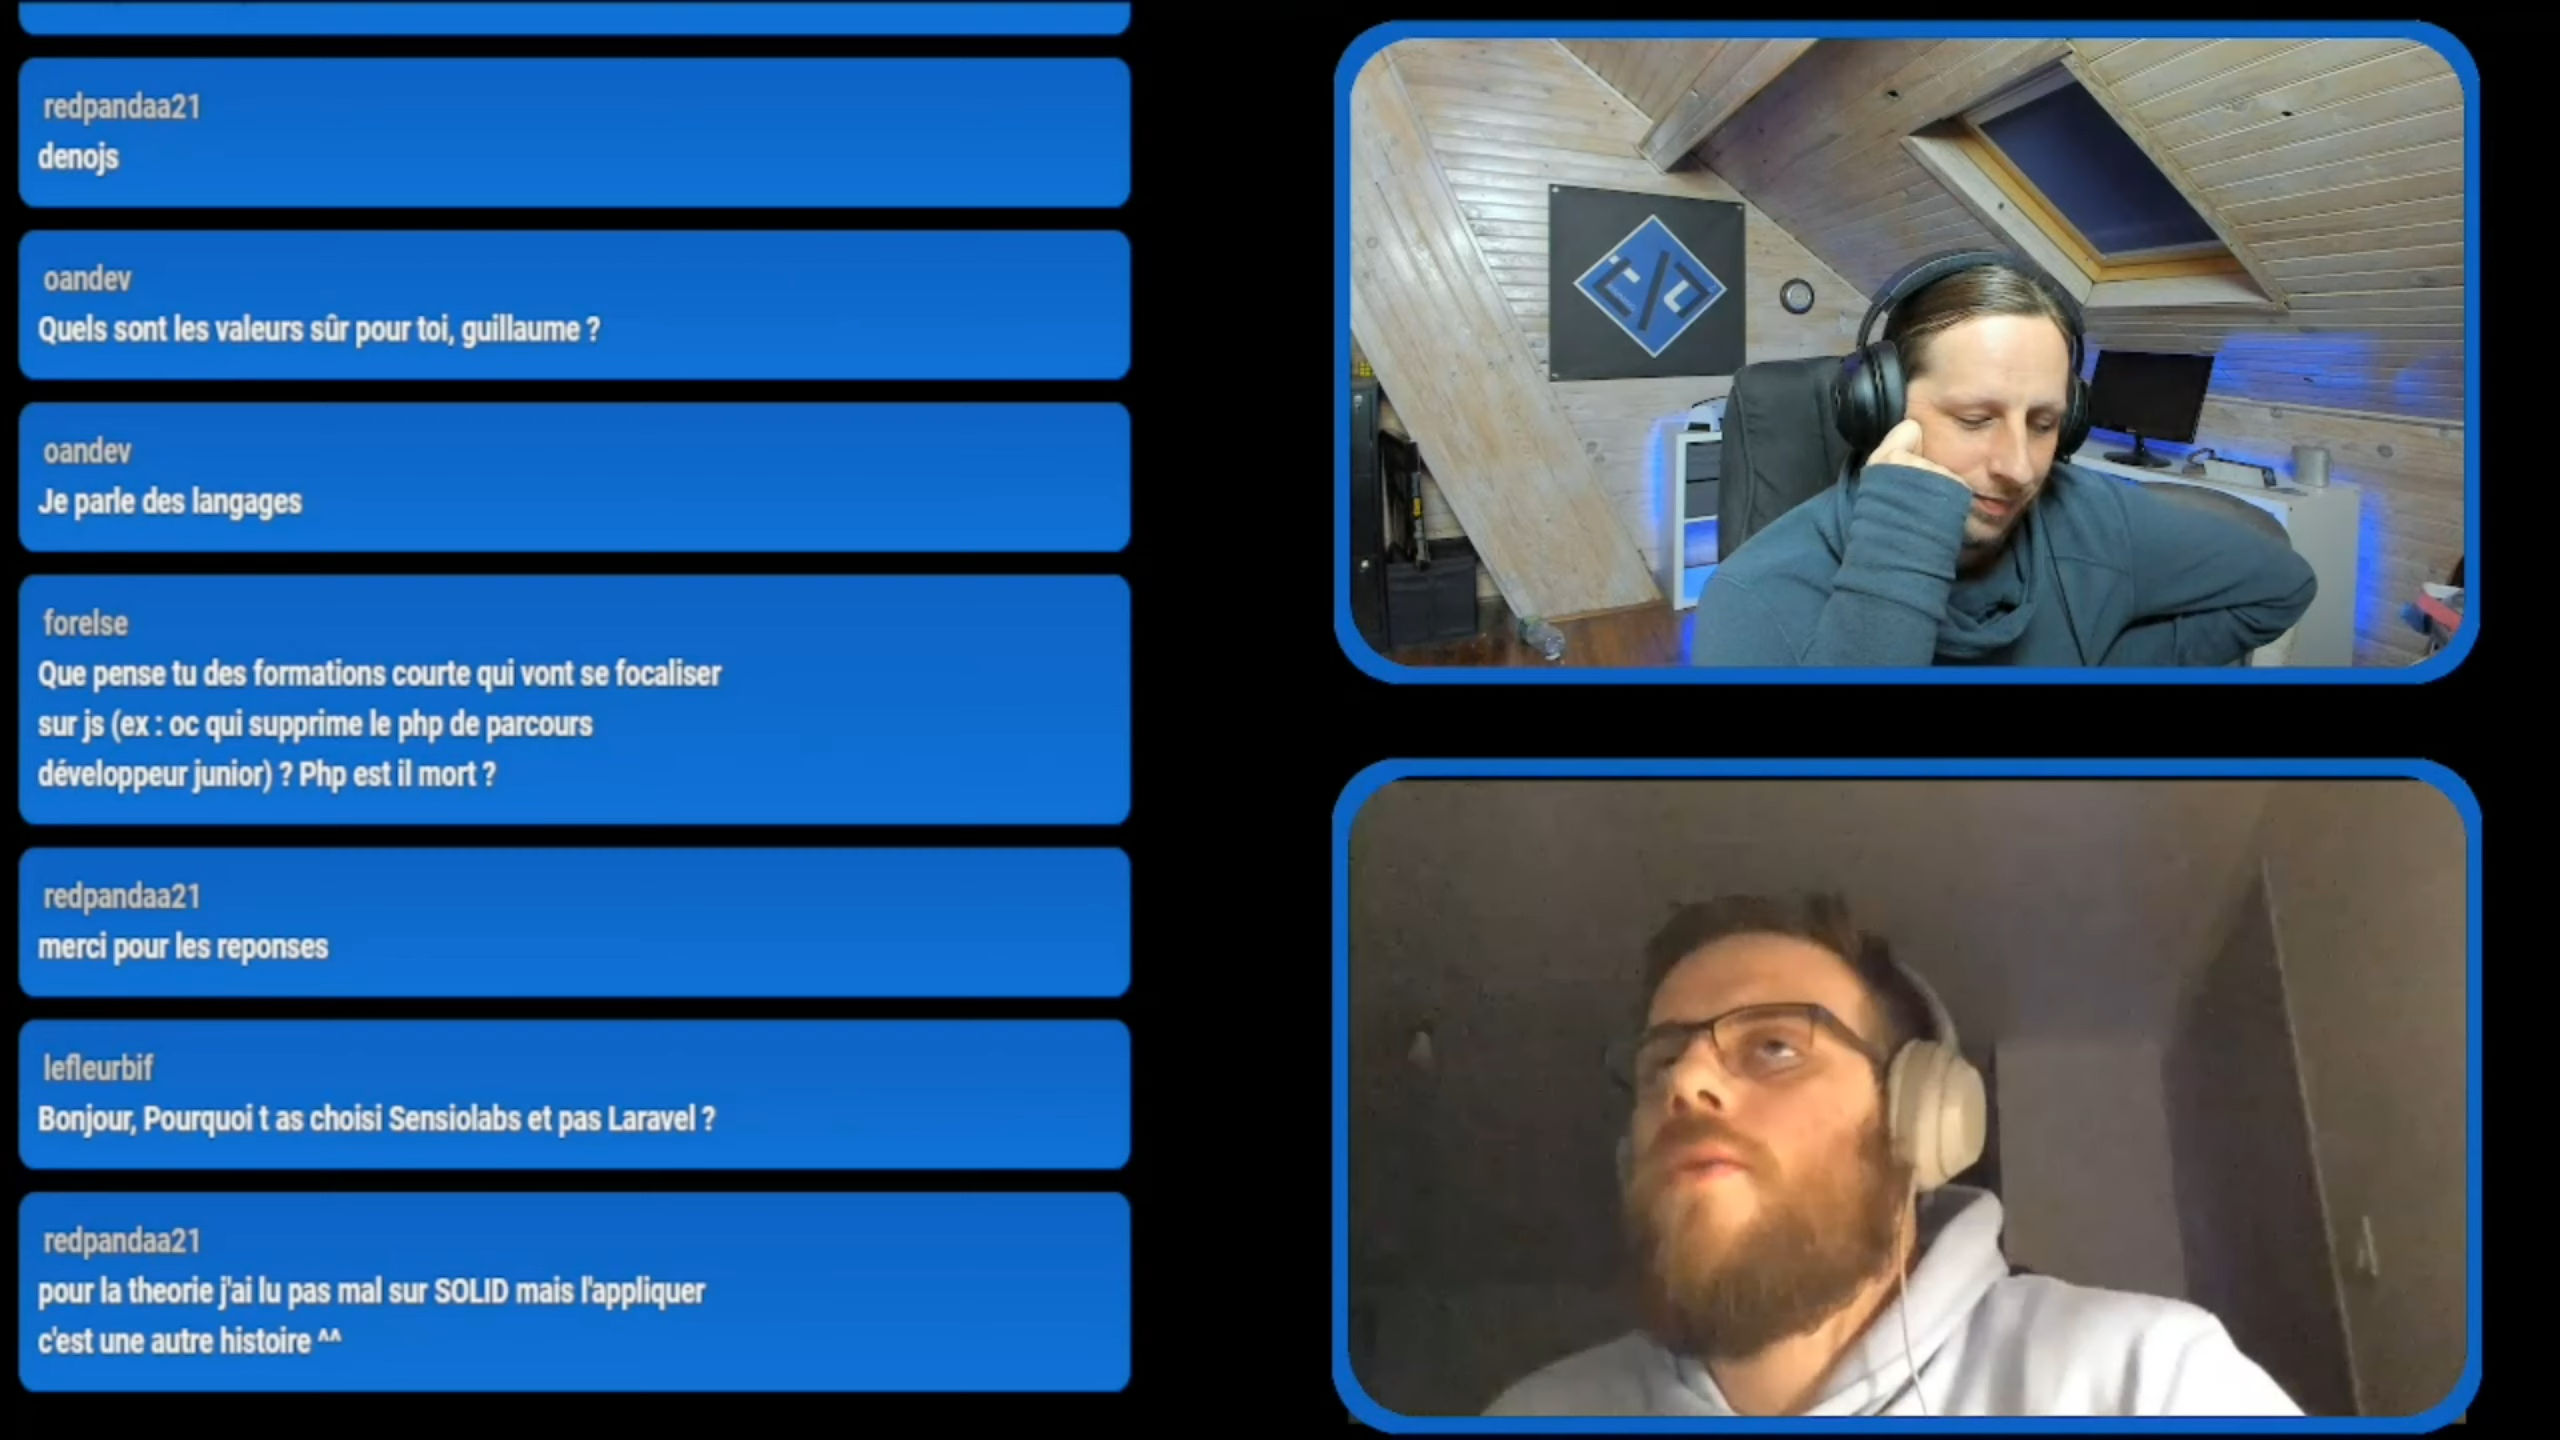 redpandaa21
denojs
oandev
Quels sont les valeurs sûr pour toi, guillaume ?
oandev
Je parle des langages
forelse
Que pense tu des formations courte qui vont se focaliser
sur js (ex : oc qui supprime le php de parcours
développeur junior) ? Php est il mort ?
redpandaa21
merci pour les reponses
lefleurbif
Bonjour, Pourquoi t as choisi Sensiolabs et pas Laravel ?
redpandaa21
pour la theorie j'ai lu pas mal sur SOLID mais l'appliquer
c'est une autre histoire ^^